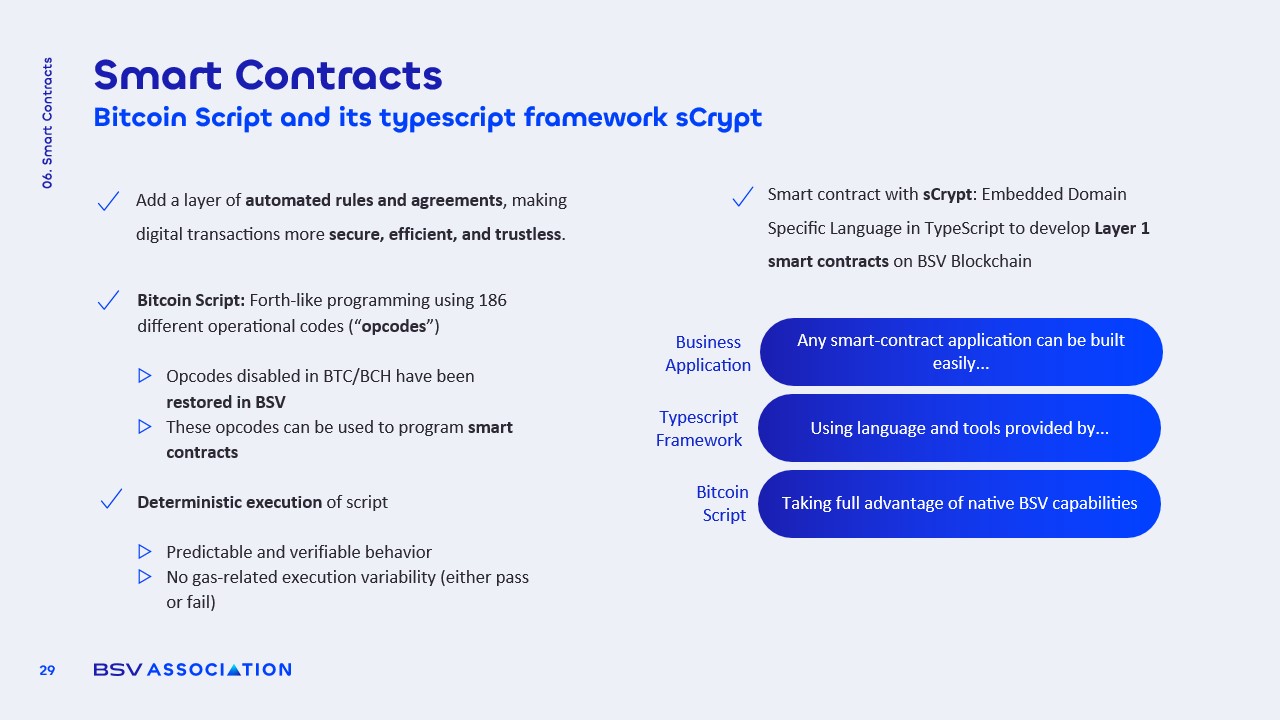 06. Smart Contracts
Smart Contracts
Bitcoin Script and its typescript framework sCrypt
Add a layer of automated rules and agreements, making
digital transactions more secure, efficient, and trustless.
Bitcoin Script: Forth-like programming using 186
different operational codes (“opcodes”)
Opcodes disabled in BTC/BCH have been
restored in BSV
These opcodes can be used to program smart
contracts
Deterministic execution of script
Predictable and verifiable behavior
No gas-related execution variability (either pass
or fail)
Smart contract with sCrypt: Embedded Domain
Specific Language in TypeScript to develop Layer 1
smart contracts on BSV Blockchain
Business
Application
Any smart-contract application can be built
easily...
Typescript
Framework
Using language and tools provided by...
Bitcoin
Script
Taking full advantage of native BSV capabilities
29
BSV ASSOCIATION